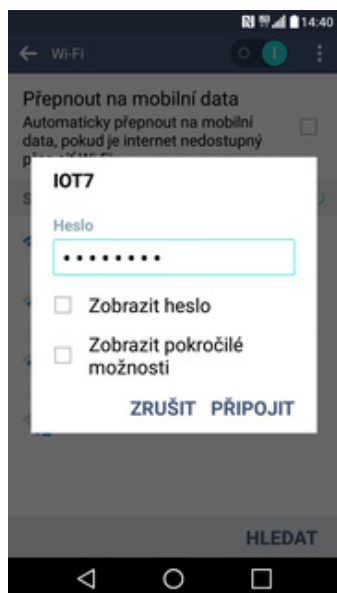 14:40
Wi-Fi
Přepnout na mobilní data
Automaticky přepnout na mobilní
data, pokud je internet nedostupný
IOT7
Heslo
••••••••
Zobrazit heslo
Zobrazit pokročilé
možnosti
ZRUŠIT PŘIPOJIT
HLEDAT